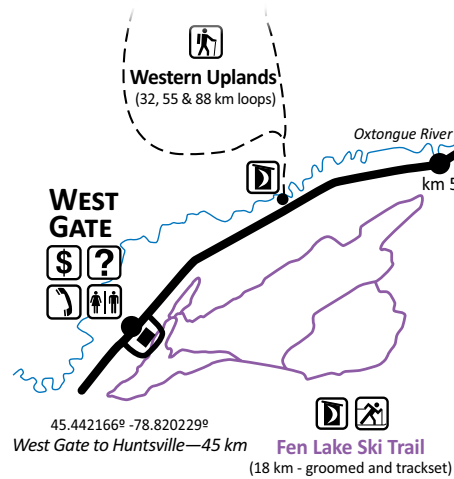 Western Uplands
(32, 55 & 88 km loops)
Oxtongue River
km 5
WEST
GATE
$ ?
45.442166º -78.820229º
West Gate to Huntsville—45 km
Fen Lake Ski Trail
(18 km - groomed and trackset)